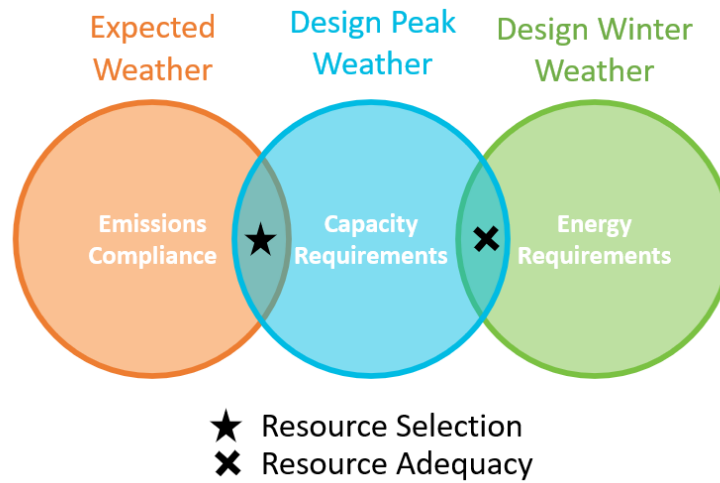 Expected
Weather
Design Peak
Weather
Design Winter
Weather
Emissions
Compliance
Capacity
Requirements
Energy
Requirements
Resource Selection
Resource Adequacy